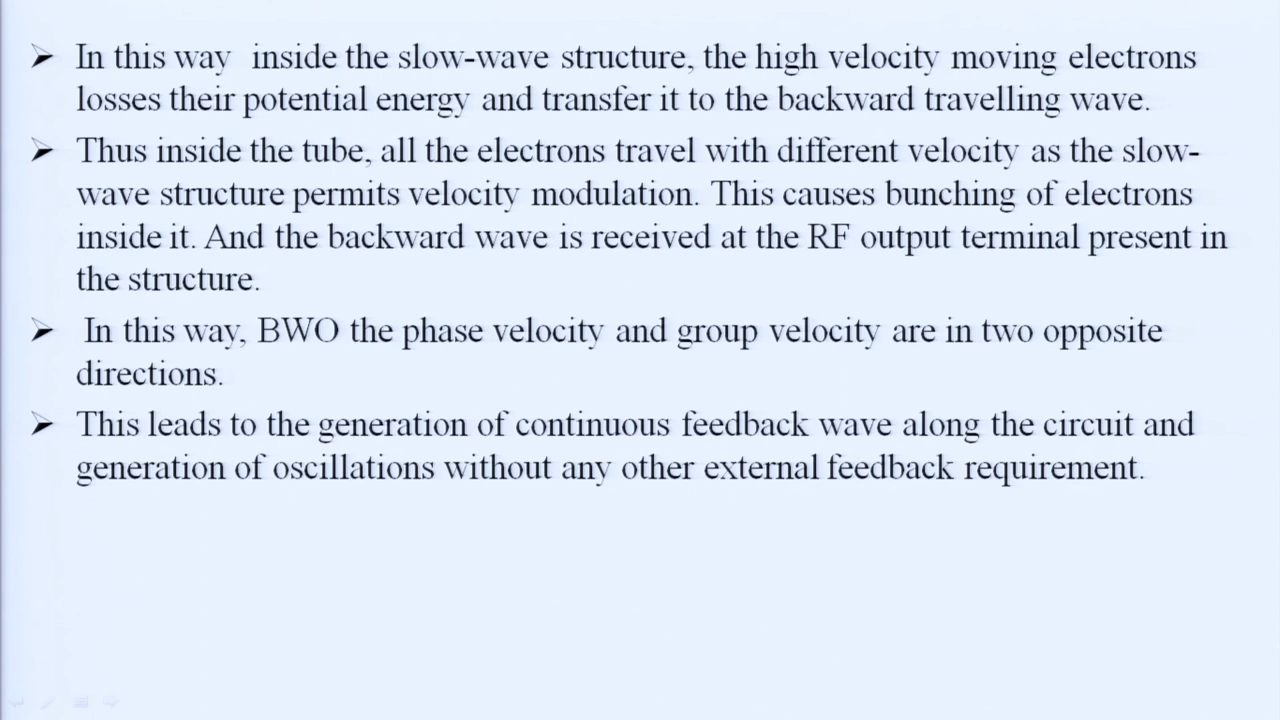 ➢ In this way inside the slow-wave structure, the high velocity moving electrons
losses their potential energy and transfer it to the backward travelling wave.
➢ Thus inside the tube, all the electrons travel with different velocity as the slow-
wave structure permits velocity modulation. This causes bunching of electrons
inside it. And the backward wave is received at the RF output terminal present in
the structure.
➢ In this way, BWO the phase velocity and group velocity are in two opposite
directions.
➢ This leads to the generation of continuous feedback wave along the circuit and
generation of oscillations without any other external feedback requirement.